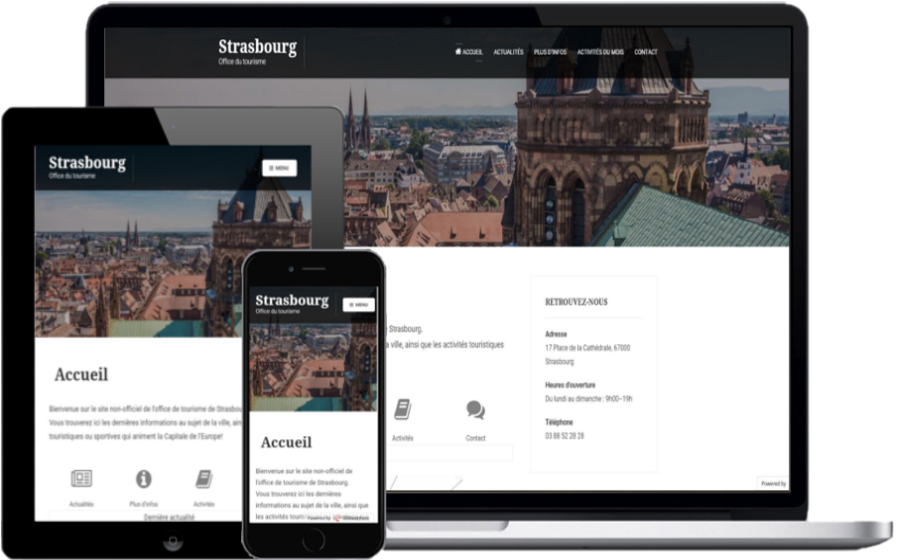 Strasbourg
Office du tourisme
ACCUEIL ACTUALITÉS PLUS D'INFOS ACTIVITÉS DU MOIS CONTACT
Strasbourg.
la ville, ainsi que les activités touristiques
Activités Contact
RETROUVEZ-NOUS
Adresse
17 Place de la Cathédrale, 67000
Strasbourg
Heures d'ouverture
Du lundi au dimanche : 9h00–19h
Téléphone
03 88 52 28 28
Powered by
Strasbourg
Office du tourisme
MENU
Accueil
Bienvenue sur le site non-officiel de l'office de tourisme de Strasbou
Vous trouverez ici les dernières informations au sujet de la ville, ain
touristiques ou sportives qui animent la Capitale de l'Europe!
Actualités Plus d'infos Activités
Dernière actualité
Strasbourg
Office du tourisme
MENU
Accueil
Bienvenue sur le site non-officiel de
l'office de tourisme de Strasbourg.
Vous trouverez ici les dernières
informations au sujet de la ville, ainsi que
les activités touris
Powered by